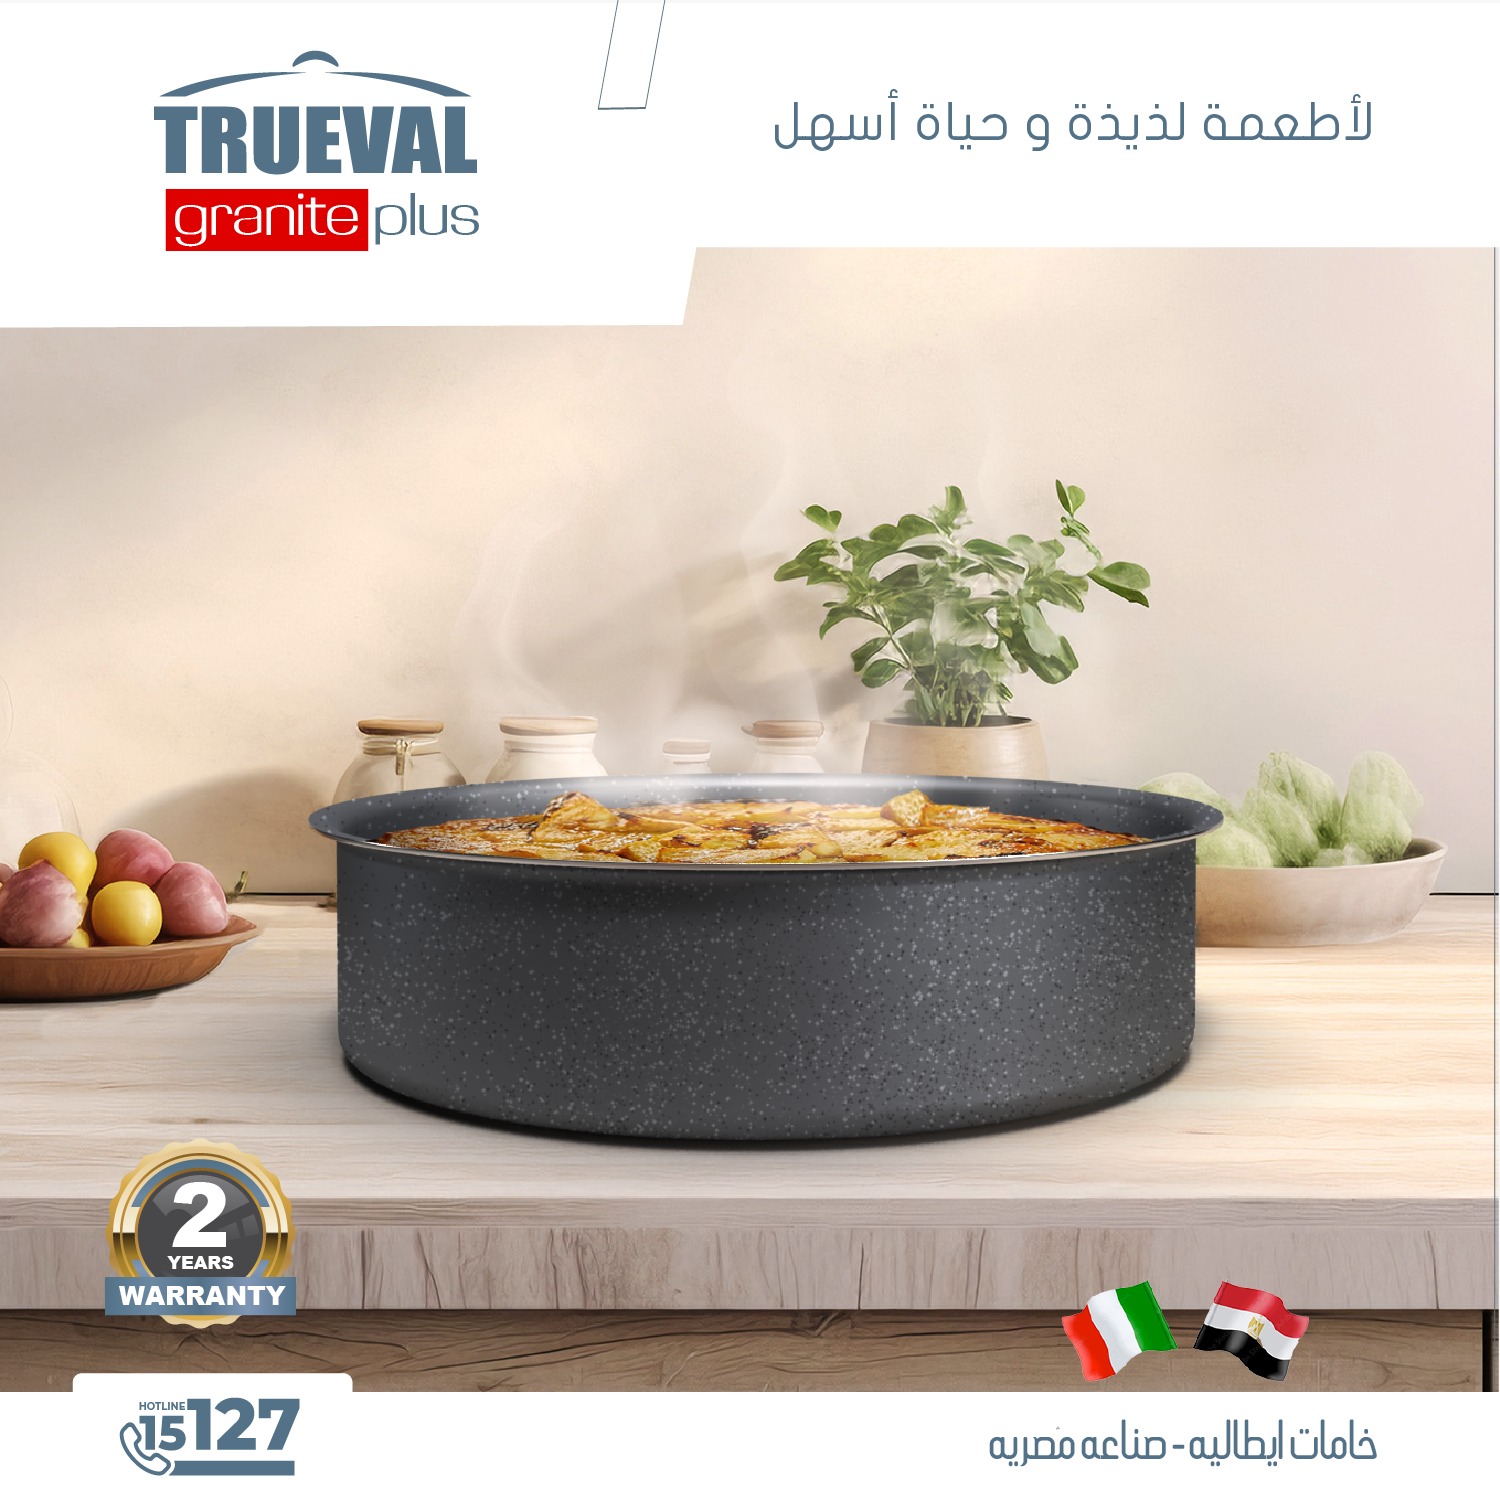 TRUEVAL
granite plus
لأطعمة لذيذة و حياة أسهل
2
YEARS
WARRANTY
HOTLINE
15127
خامات ايطاليه - صناعه مصريه